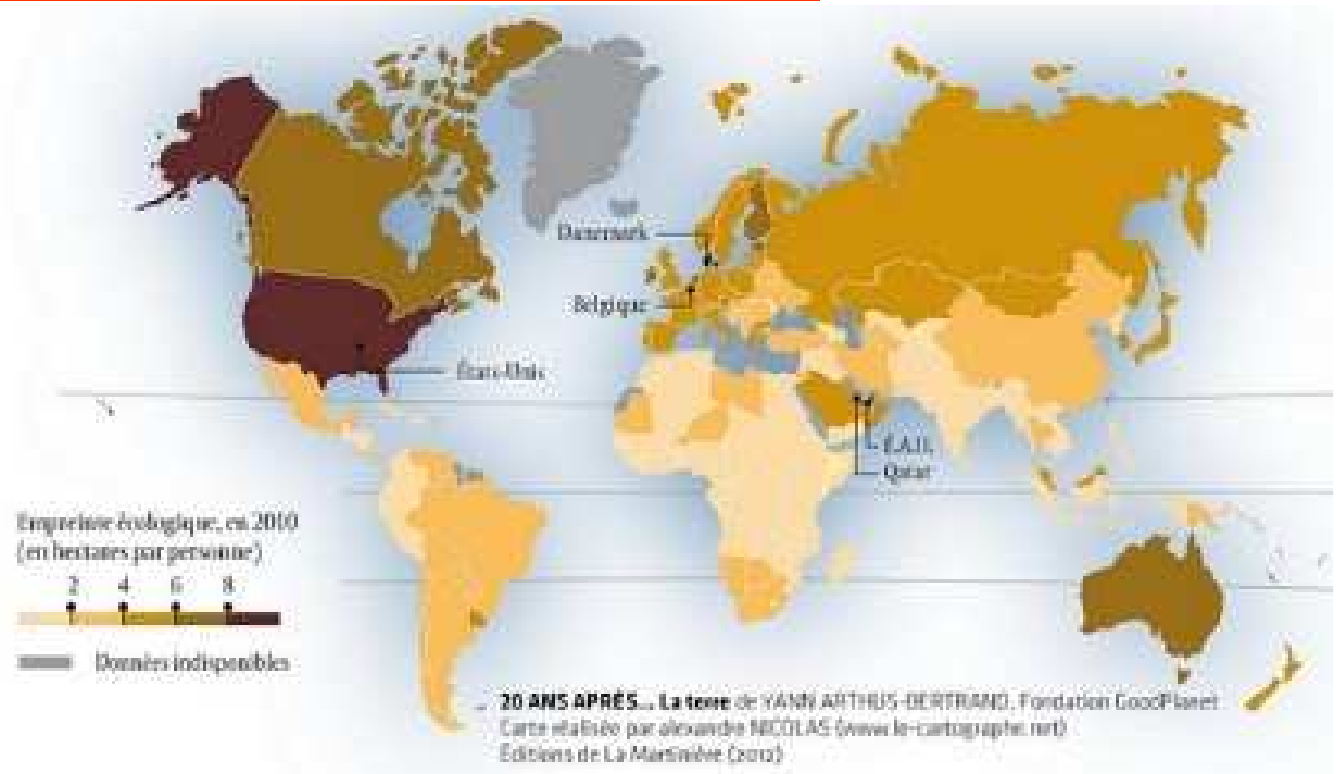 Danemark
Belgique
États-Unis
É.A.U.
Qatar
Empreinte écologique, en 2010
(en hectares par personne)
2 4 6 8
Données indisponibles
20 ANS APRÈS... La terre de YANN ARTHUS-BERTRAND, Fondation GoodPlanet
Carte réalisée par alexandre NICOLAS (www.le-cartographe.net)
Éditions de La Martinière (2012)